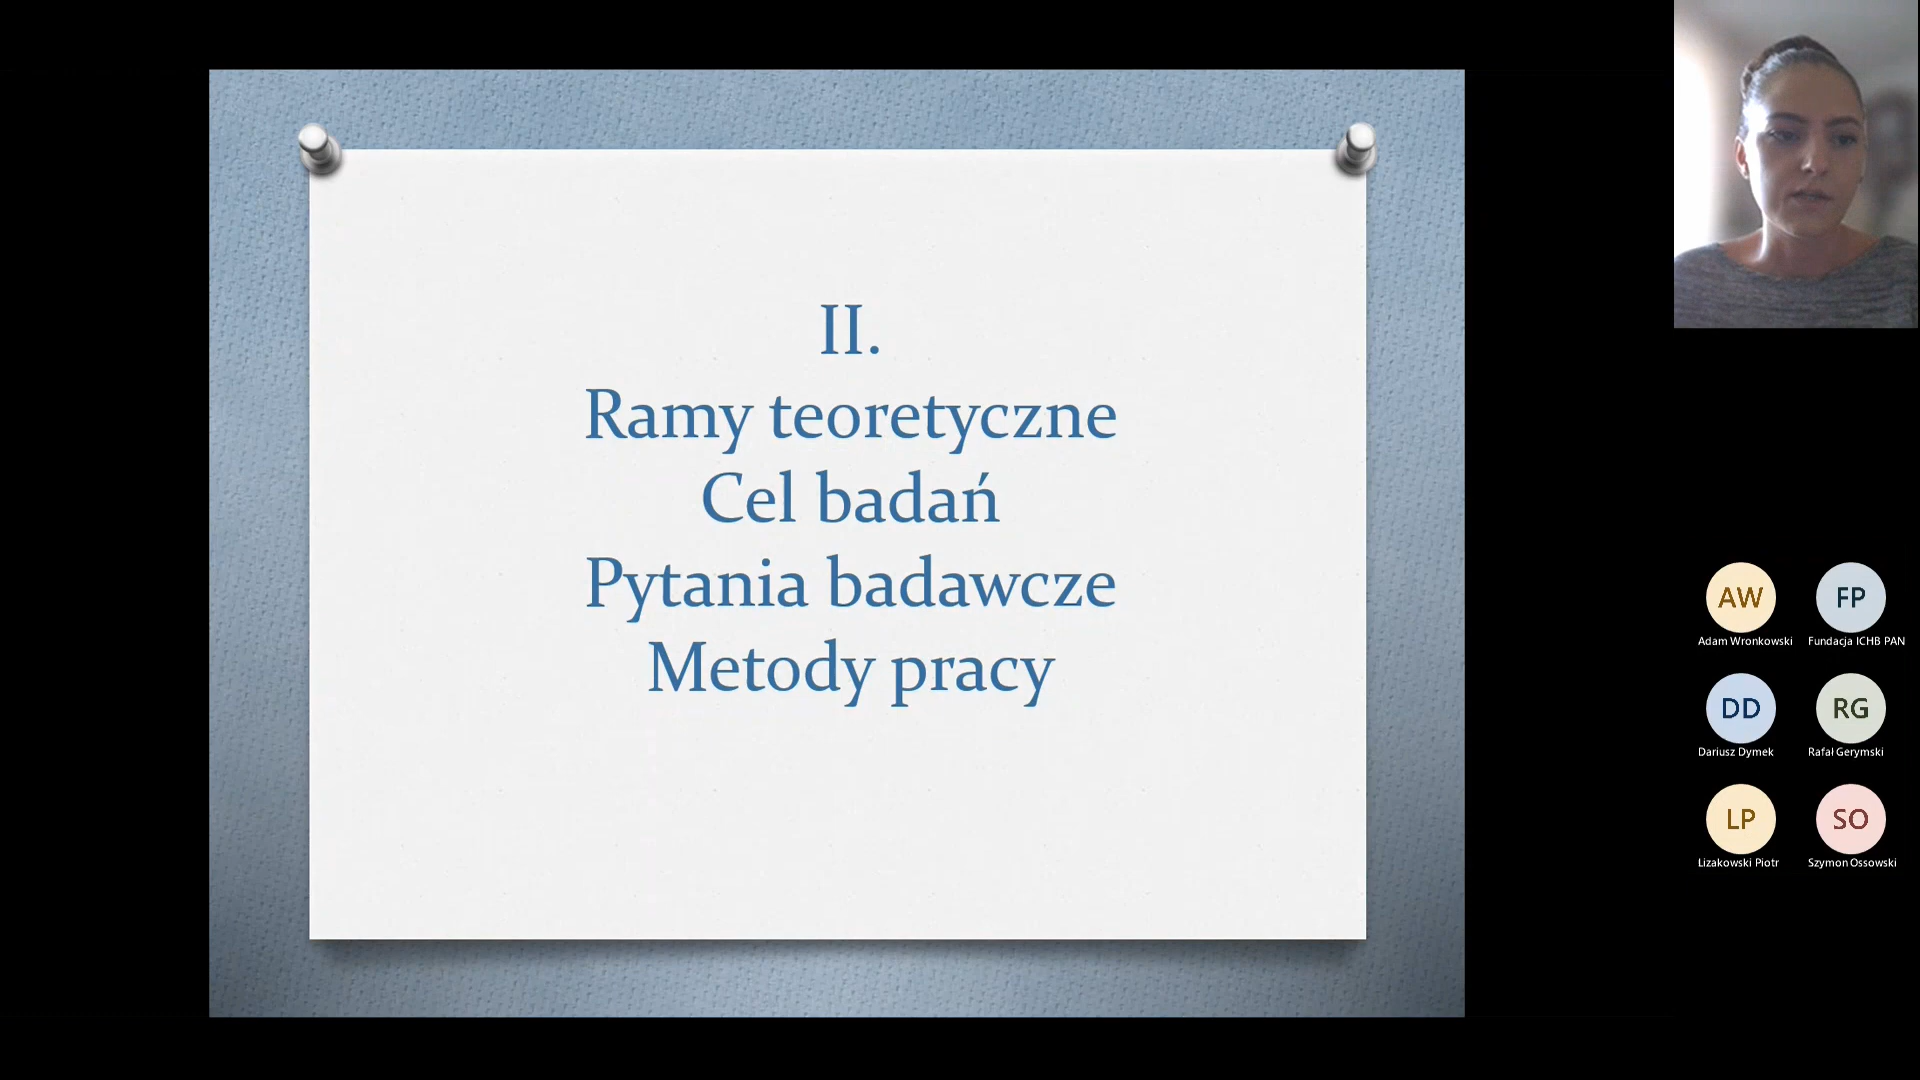 II.
Ramy teoretyczne
Cel badań
Pytania badawcze
Metody pracy
AW
FP
Adam Wronkowski
Fundacja ICHB PAN
DD
RG
Dariusz Dymek
Rafał Gerymski
LP
SO
Lizakowski Piotr
Szymon Ossowski